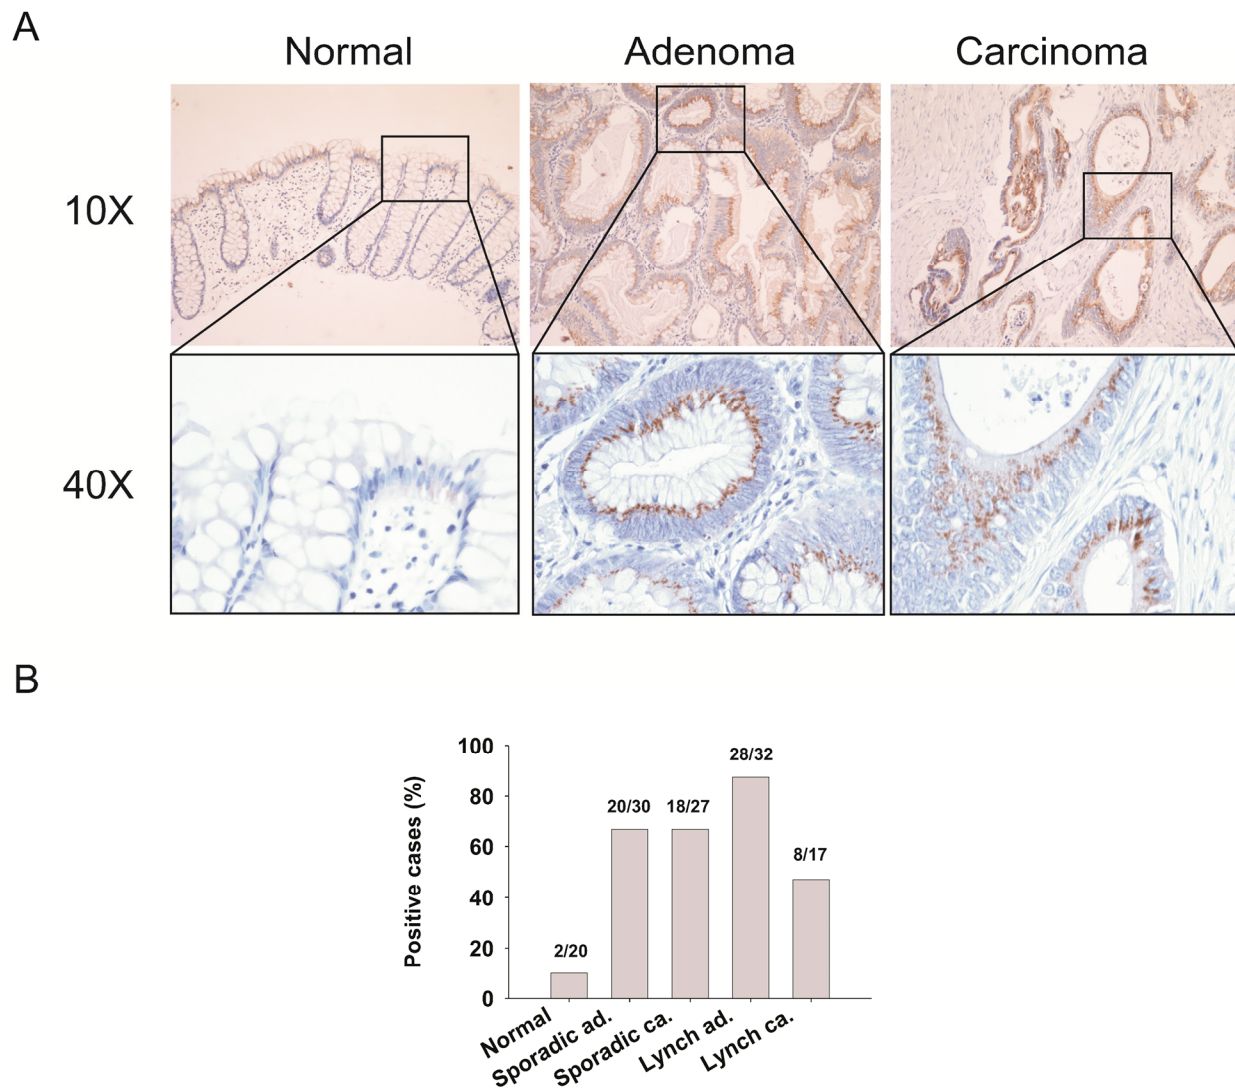 A
Normal
Adenoma
Carcinoma
10X
40X
B
Positive cases (%)
100
80
60
40
20
0
2/20
20/30
18/27
28/32
8/17
Normal
Sporadic ad.
Sporadic ca.
Lynch ad.
Lynch ca.